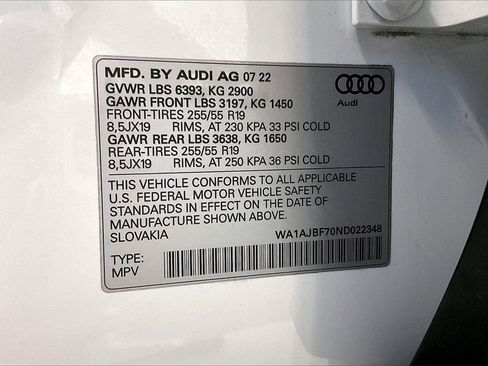 MFD. BY AUDI AG 07 22
GVWR LBS 6393, KG 2900
GAWR FRONT LBS 3197, KG 1450
FRONT-TIRES 255/55 R19
8,5JX19 RIMS, AT 230 KPA 33 PSI COLD
GAWR REAR LBS 3638, KG 1650
REAR-TIRES 255/55 R19
8,5JX19 RIMS, AT 250 KPA 36 PSI COLD
Audi
THIS VEHICLE CONFORMS TO ALL APPLICABLE
U.S. FEDERAL MOTOR VEHICLE SAFETY
STANDARDS IN EFFECT ON THE DATE OF
MANUFACTURE SHOWN ABOVE.
SLOVAKIA WA1AJBF70ND022348
TYPE:
MPV